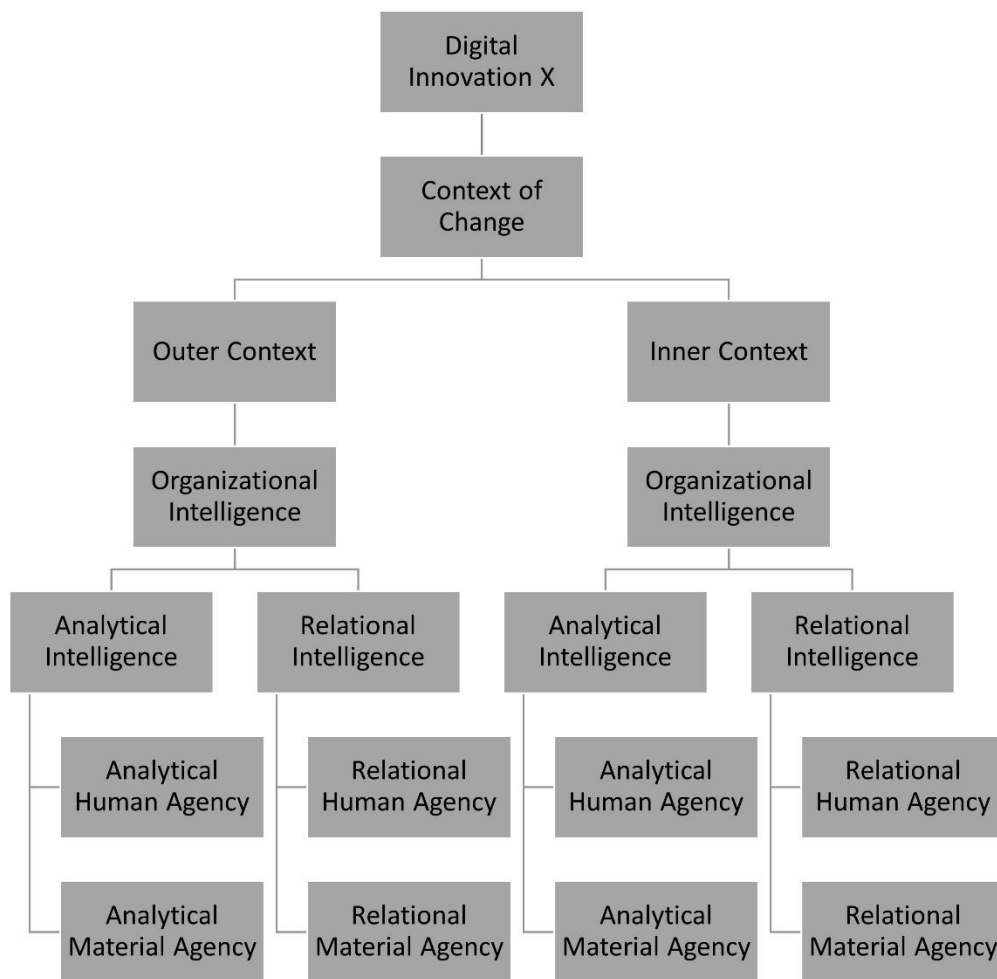 Digital
Innovation X
Context of
Change
Outer Context
Inner Context
Organizational
Intelligence
Organizational
Intelligence
Analytical
Intelligence
Relational
Intelligence
Analytical
Intelligence
Relational
Intelligence
Analytical
Human Agency
Relational
Human Agency
Analytical
Human Agency
Relational
Human Agency
Analytical
Material Agency
Relational
Material Agency
Analytical
Material Agency
Relational
Material Agency